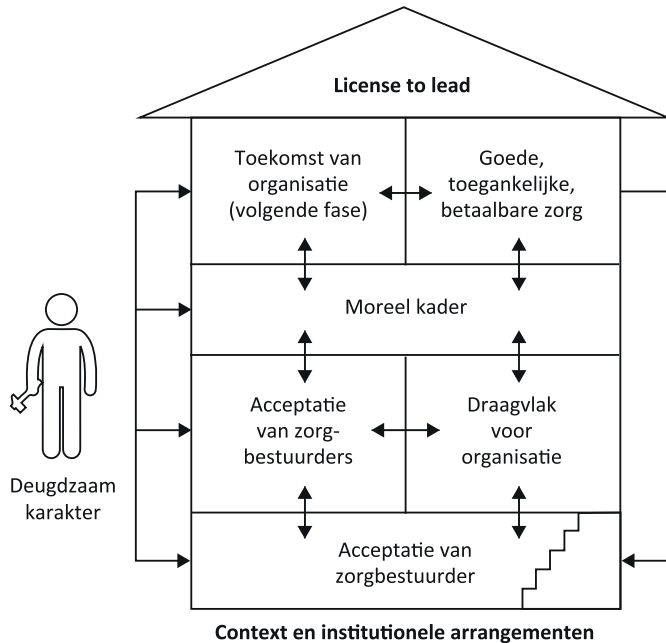 License to lead
Toekomst van
organisatie
(volgende fase)
Goede,
toegankelijke,
betaalbare zorg
Moreel kader
Acceptatie
van zorg-
bestuurders
Draagvlak
voor
organisatie
Deugdzaam
karakter
Acceptatie van
zorgbestuurder
Context en institutionele arrangementen